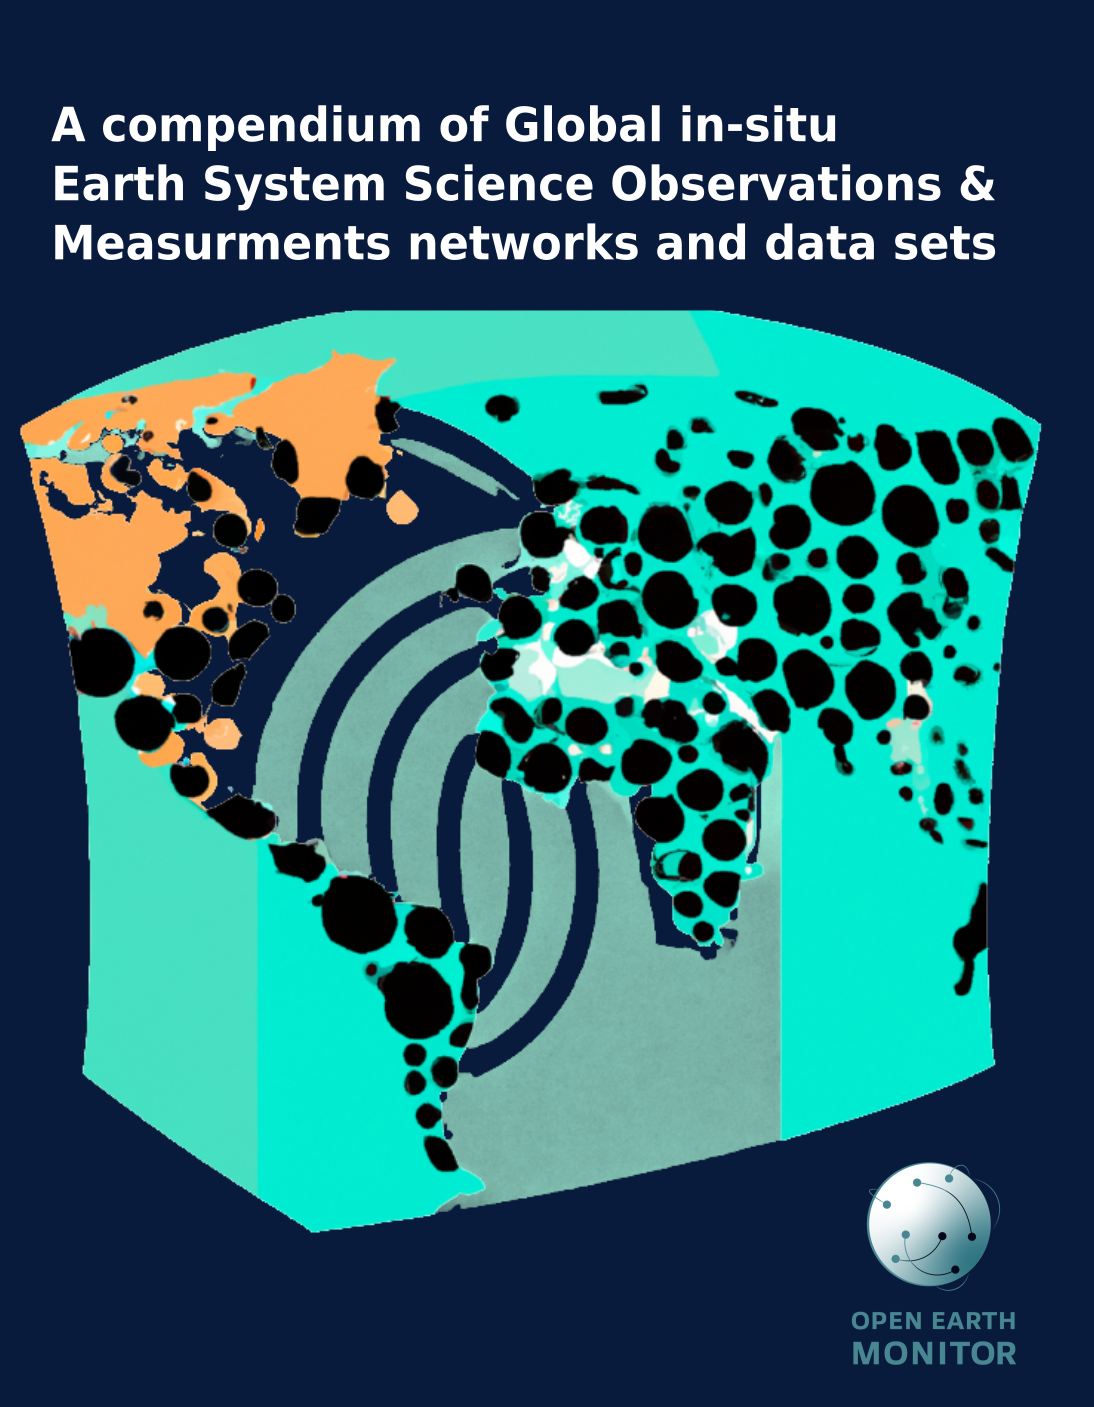 A compendium of Global in-situ
Earth System Science Observations &
Measurments networks and data sets
OPEN EARTH
MONITOR